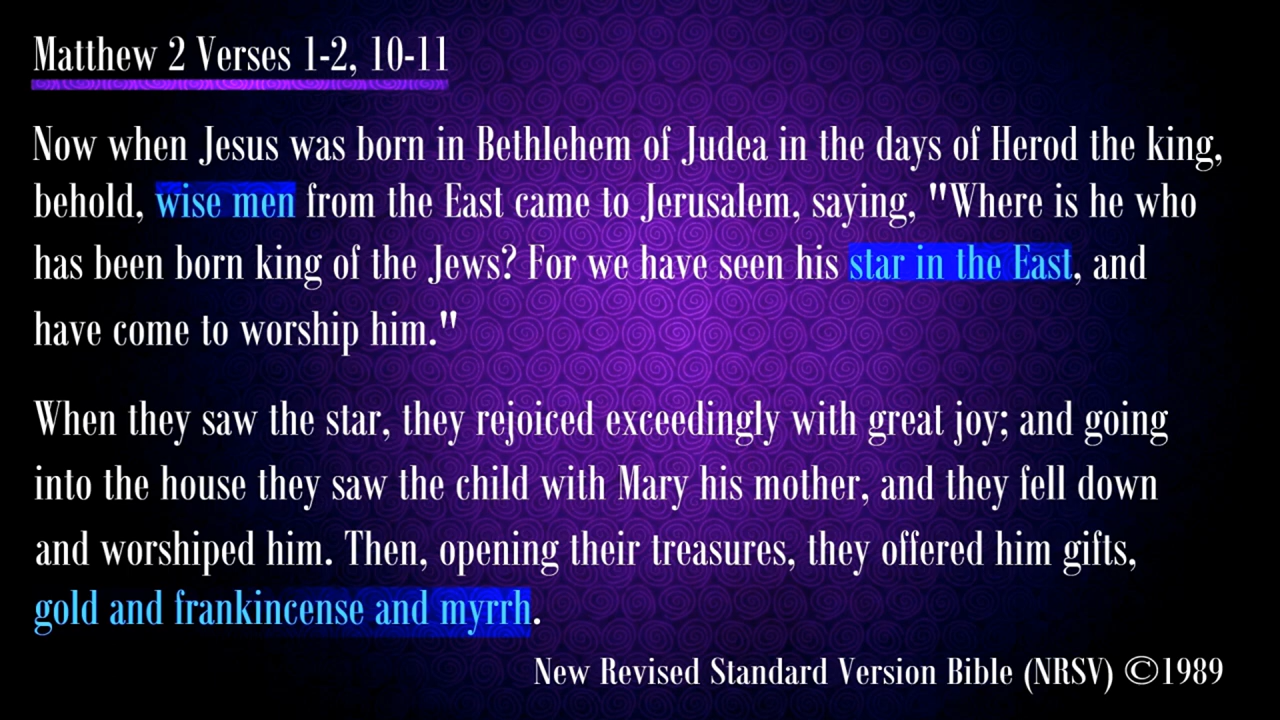 Matthew 2 Verses 1-2, 10-11
Now when Jesus was born in Bethlehem of Judea in the days of Herod the king,
behold, wise men from the East came to Jerusalem, saying, "Where is he who
has been born king of the Jews? For we have seen his star in the East, and
have come to worship him."
When they saw the star, they rejoiced exceedingly with great joy; and going
into the house they saw the child with Mary his mother, and they fell down
and worshiped him. Then, opening their treasures, they offered him gifts,
gold and frankincense and myrrh.
New Revised Standard Version Bible (NRSV) ©1989